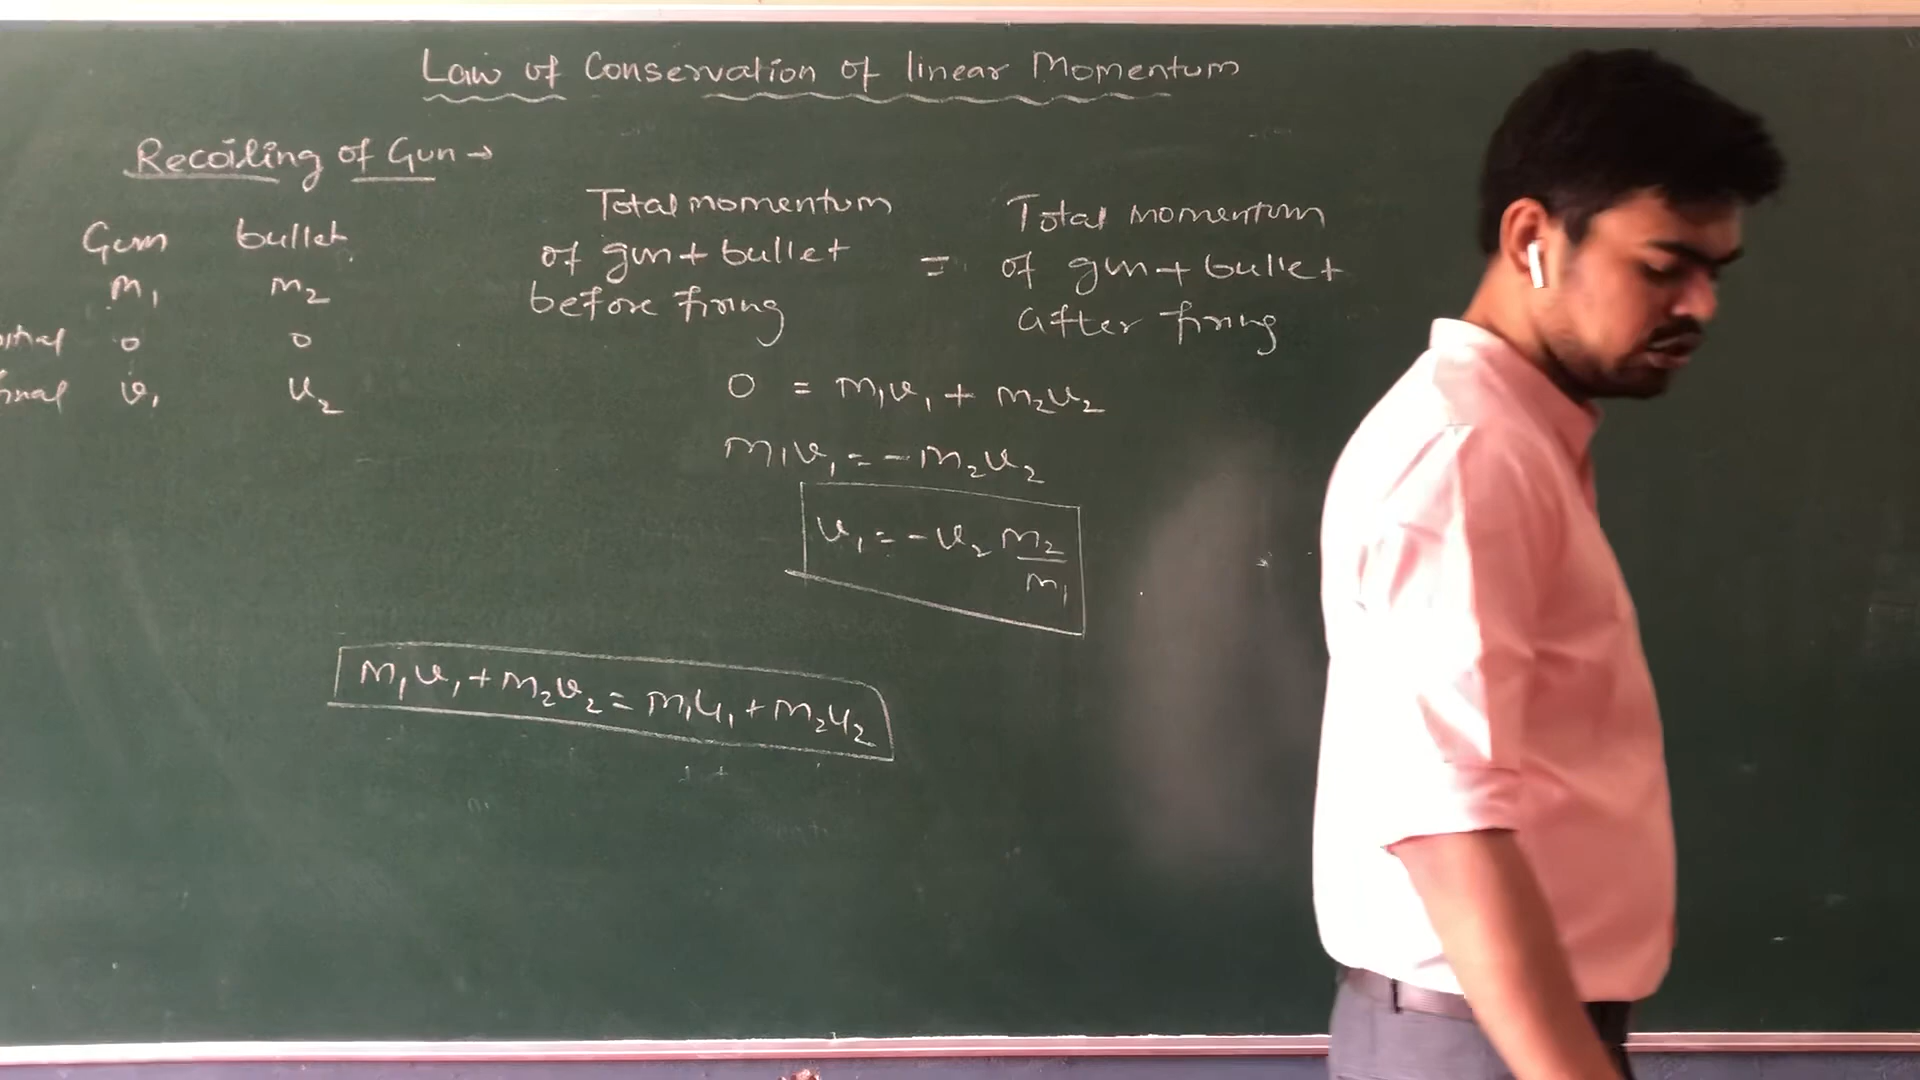 Law of Conservation of linear Momentum
Recoiling of Gun →
Gun bullet
m₁ m₂
0 0
v₁ v₂
Total momentum
of gun + bullet
before firing
=
Total momentum
of gun + bullet
after firing
0 = m₁v₁ + m₂v₂
m₁v₁ = -m₂v₂
v₁ = -v₂ m₂/m₁
m₁v₁ + m₂v₂ = m₁u₁ + m₂u₂